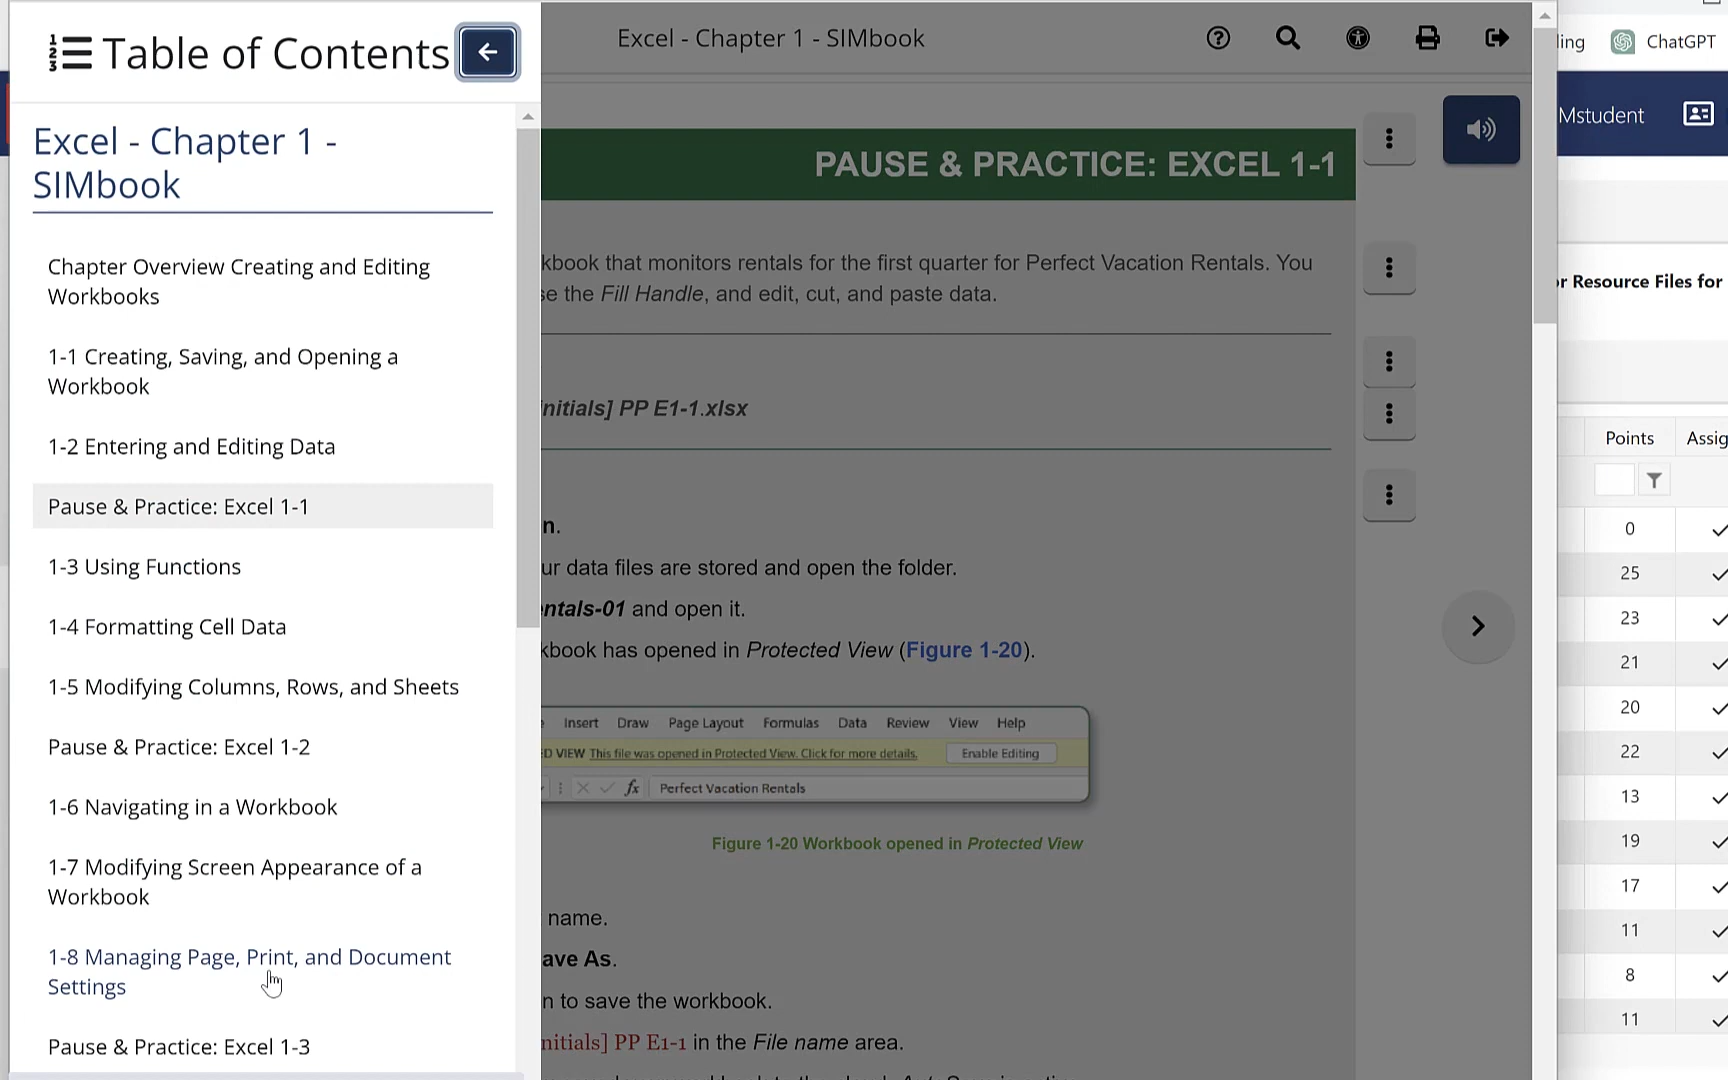 Table of Contents
Excel - Chapter 1 - SIMbook
ChatGPT
Mstudent
Excel - Chapter 1 -
SIMbook
Chapter Overview Creating and Editing
Workbooks
1-1 Creating, Saving, and Opening a
Workbook
1-2 Entering and Editing Data
Pause & Practice: Excel 1-1
1-3 Using Functions
1-4 Formatting Cell Data
1-5 Modifying Columns, Rows, and Sheets
Pause & Practice: Excel 1-2
1-6 Navigating in a Workbook
1-7 Modifying Screen Appearance of a
Workbook
1-8 Managing Page, Print, and Document
Settings
Pause & Practice: Excel 1-3
PAUSE & PRACTICE: EXCEL 1-1
kbook that monitors rentals for the first quarter for Perfect Vacation Rentals. You
se the Fill Handle, and edit, cut, and paste data.
nitials] PP E1-1.xlsx
n.
ur data files are stored and open the folder.
entals-01 and open it.
kbook has opened in Protected View (Figure 1-20).
Insert Draw Page Layout Formulas Data Review View Help
D VIEW This file was opened in Protected View. Click for more details. Enable Editing
fx Perfect Vacation Rentals
Figure 1-20 Workbook opened in Protected View
name.
ave As.
n to save the workbook.
nitials] PP E1-1 in the File name area.
ing
r Resource Files for
Points Assig
0
25
23
21
20
22
13
19
17
11
8
11